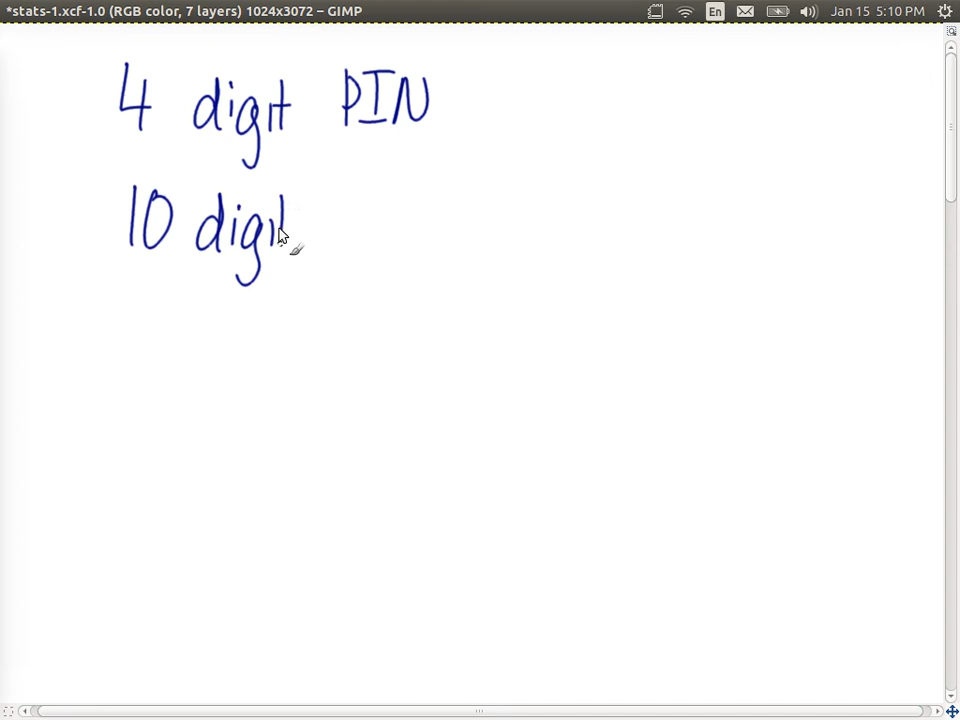 *stats-1.xcf-1.0 (RGB color, 7 layers) 1024x3072 – GIMP En Jan 15 5:10 PM
4 digit PIN
10 digit